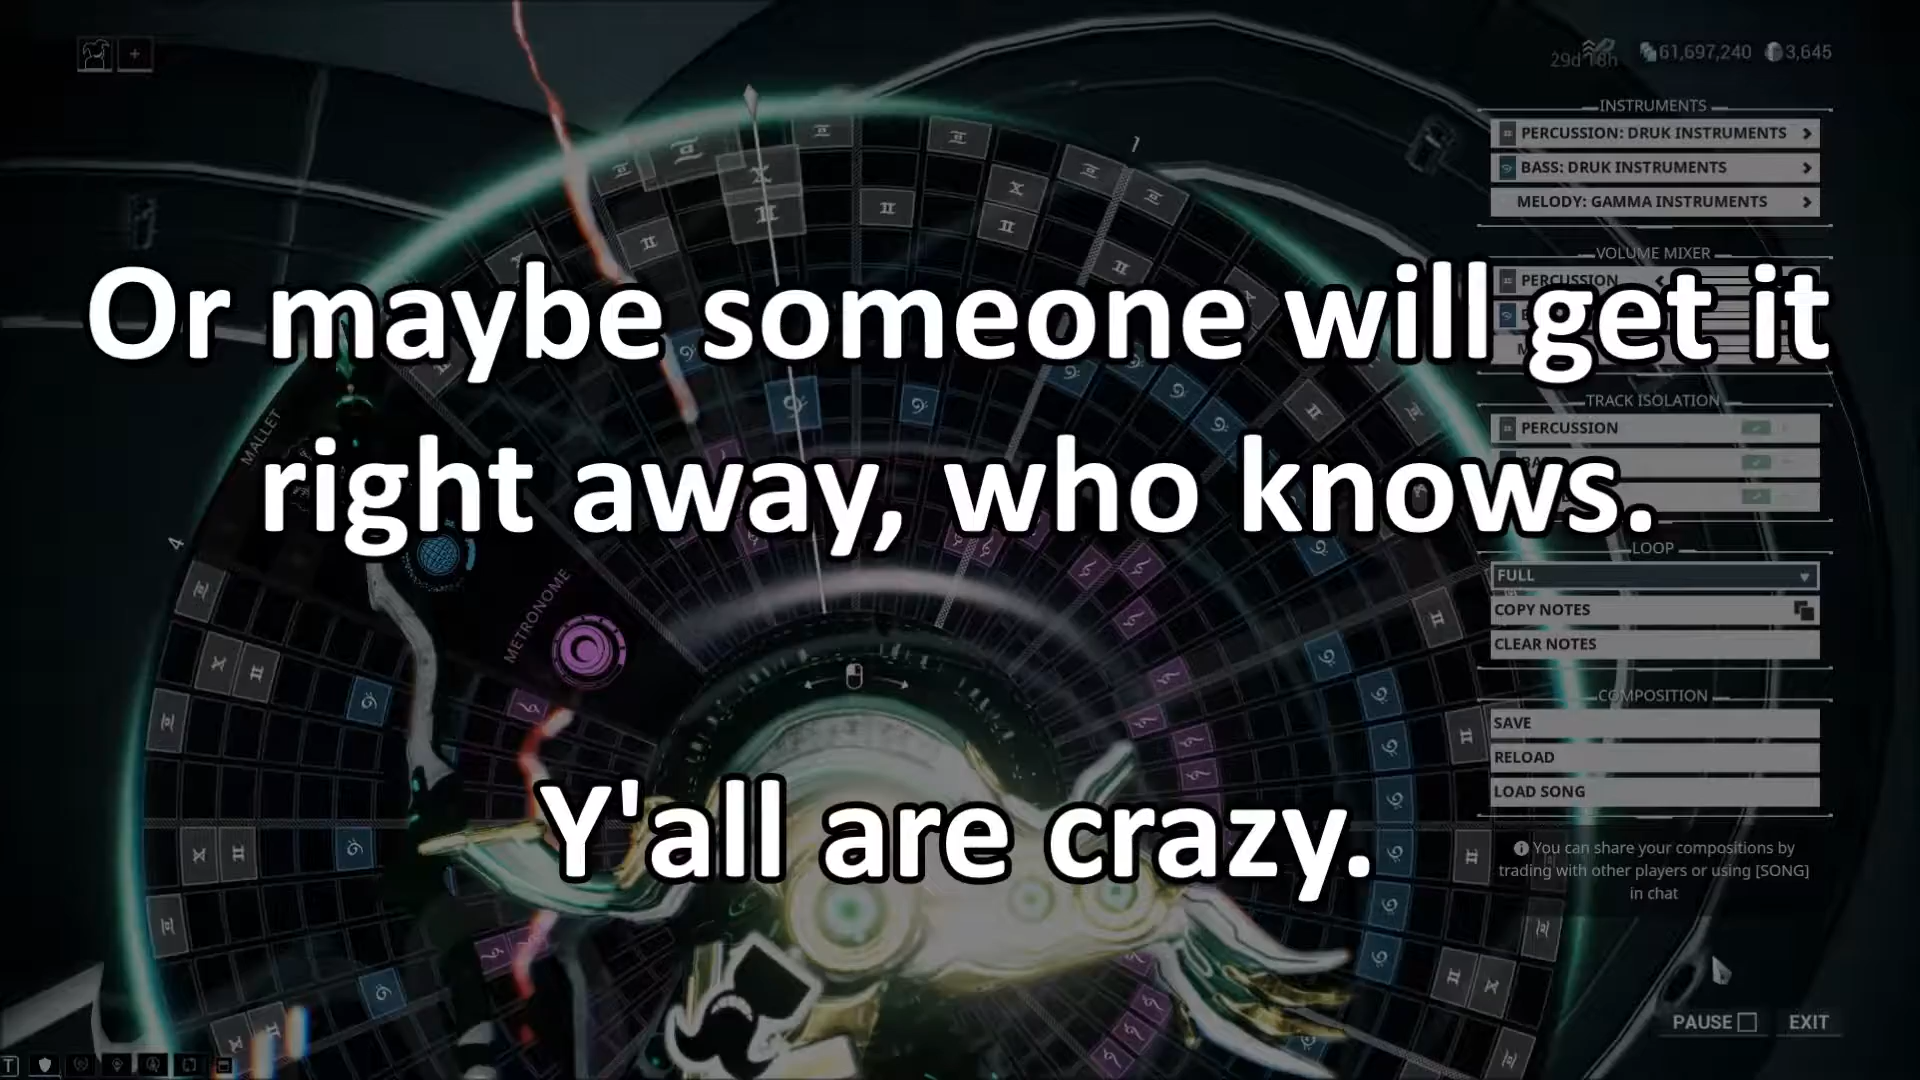 29d 18h 61,697,240 3,645
INSTRUMENTS
PERCUSSION: DRUK INSTRUMENTS
BASS: DRUK INSTRUMENTS
MELODY: GAMMA INSTRUMENTS
VOLUME MIXER
PERCUSSION
Or maybe someone will get it
right away, who knows.
Y'all are crazy.
TRACK ISOLATION
PERCUSSION
LOOP
FULL
COPY NOTES
CLEAR NOTES
COMPOSITION
SAVE
RELOAD
LOAD SONG
You can share your compositions by
trading with other players or using [SONG]
in chat
PAUSE EXIT
MALLET
METRONOME
1
4
T